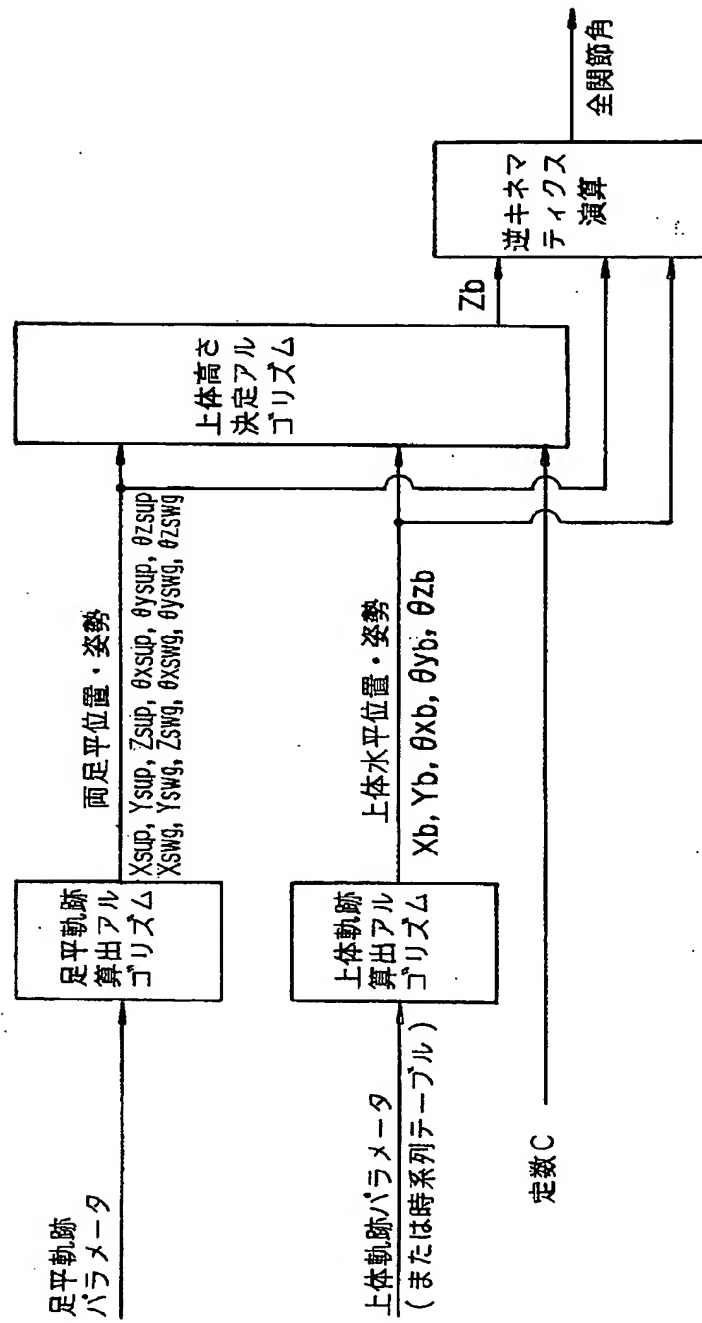 足平軌跡
パラメータ
足平軌跡
算出アル
ゴリズム
両足平位置・姿勢
Xsup, Ysup, Zsup, θxsup, θysup, θzsup
Xswg, Yswg, Zswg, θxswg, θyswg, θzswg
上体軌跡パラメータ
(または時系列テーブル)
上体軌跡
算出アル
ゴリズム
上体水平位置・姿勢
Xb, Yb, θxb, θyb, θzb
定数C
上体高さ
決定アル
ゴリズム
Zb
逆キネマ
ティクス
演算
全関節角